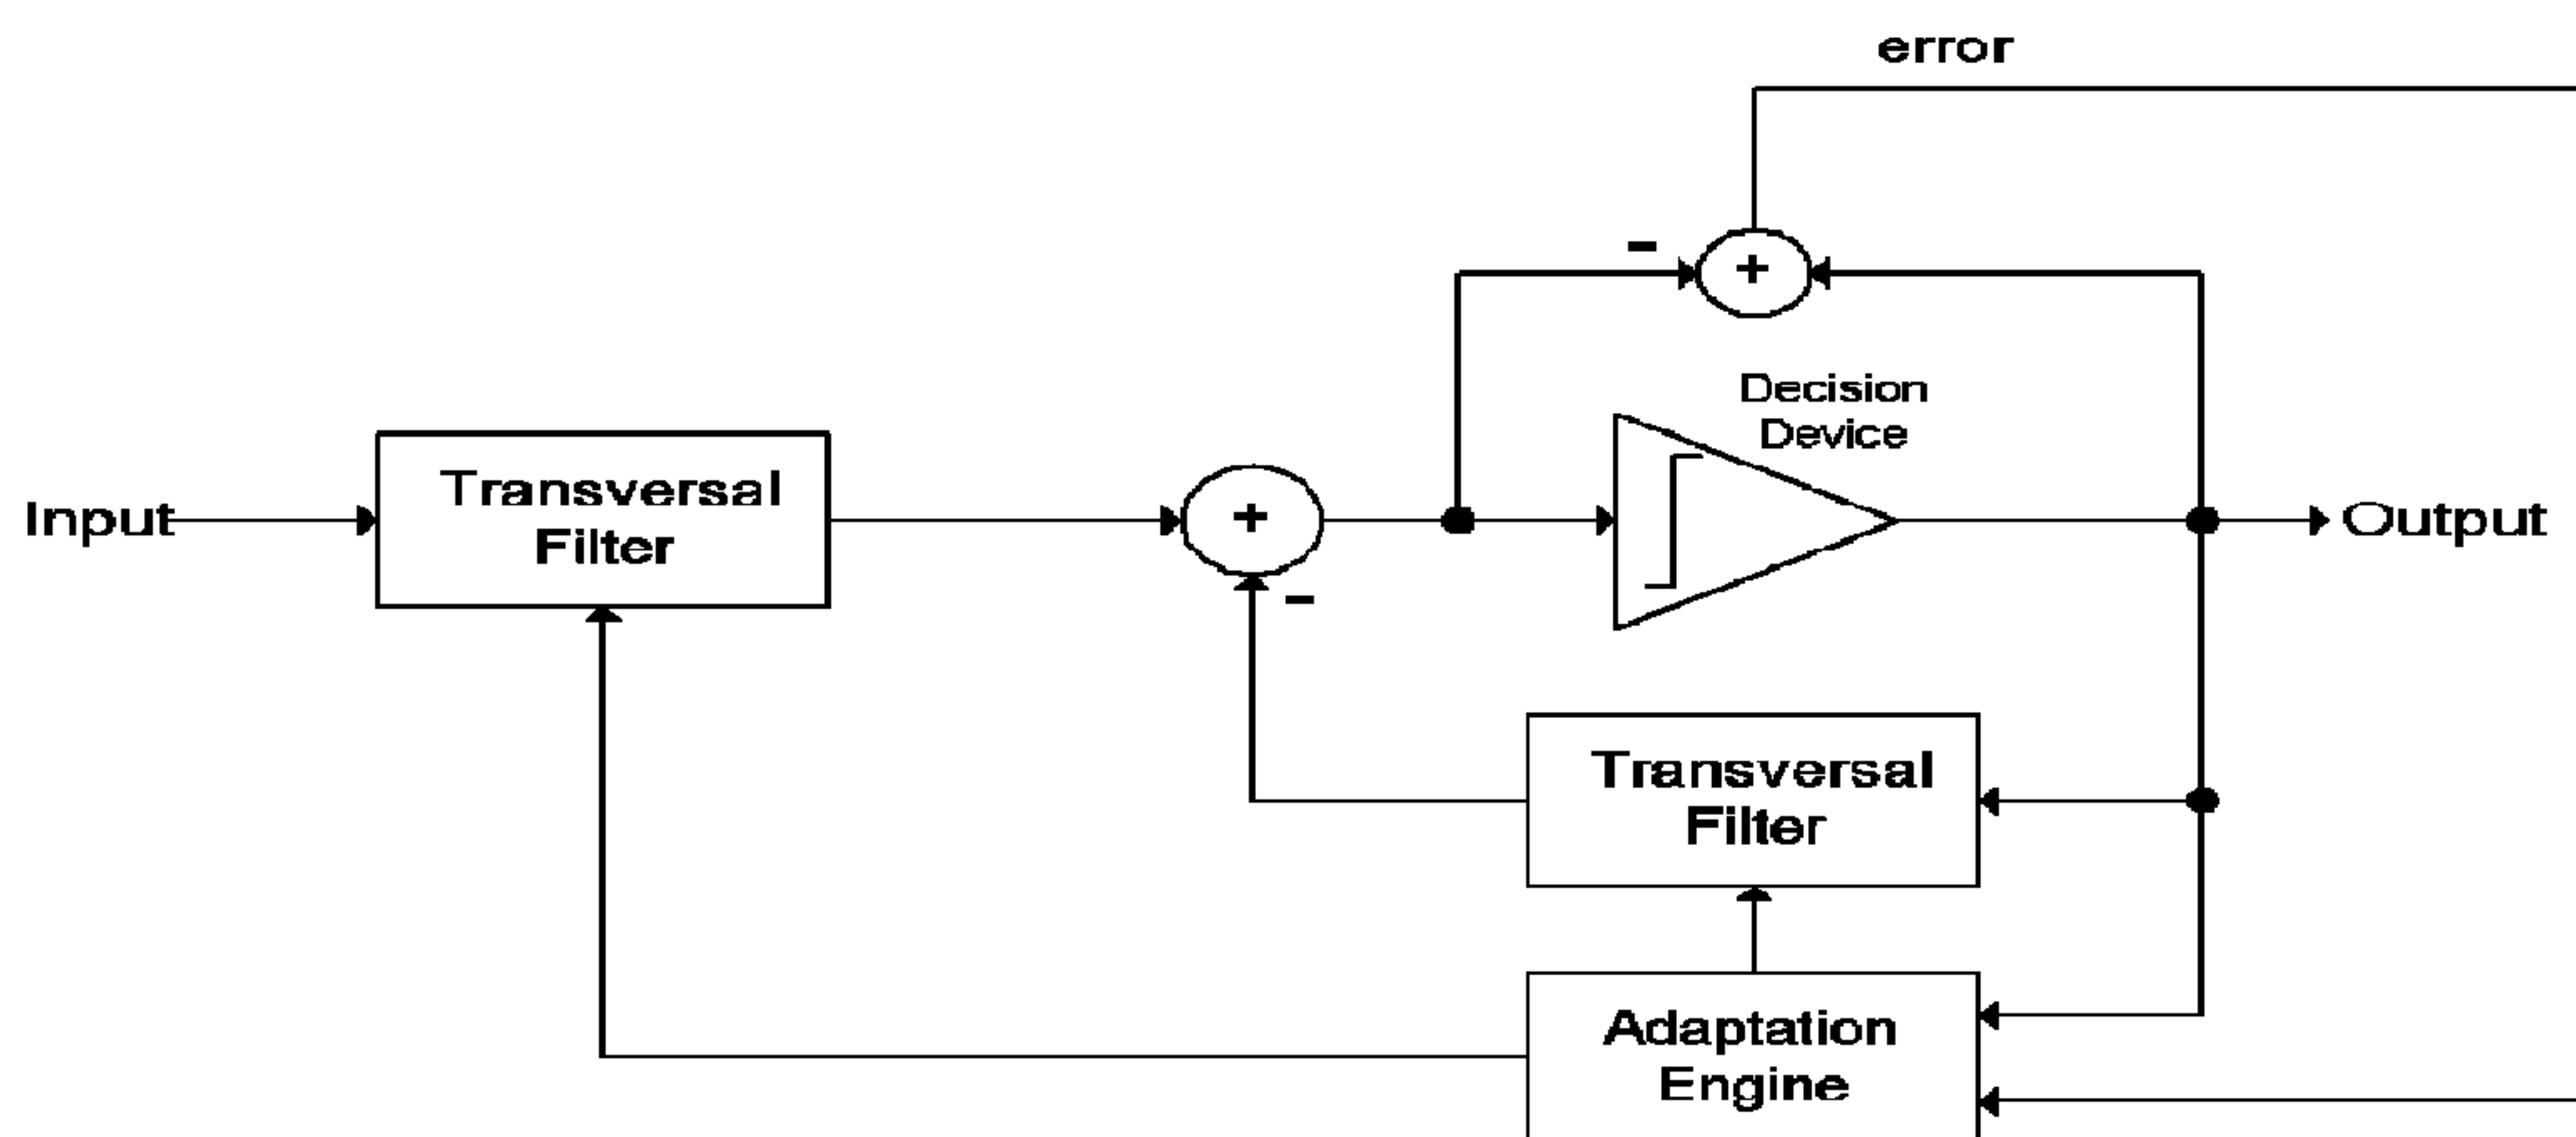 error
-
+
Decision
Device
Transversal
Filter
Input
+
Output
-
Transversal
Filter
Adaptation
Engine